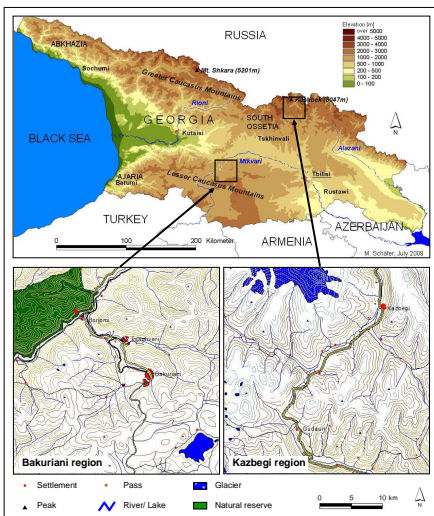 RUSSIA
Elevation [m]
over 5000
4000 - 5000
3000 - 4000
2000 - 3000
1000 - 2000
500 - 1000
200 - 500
100 - 200
0 - 100
ABKHAZIA
Sochumi
Mt. Shkara (5201m)
Greater Caucasus Mountains
Kasbek (5047m)
Rioni
GEORGIA
SOUTH
OSSETIA
N
Kutaisi
Tskhinvali
Alazani
BLACK SEA
Mtkvari
AJARIA
Batumi
Lesser Caucasus Mountains
Tbilisi
Rustawi
TURKEY
AZERBAIJAN
ARMENIA
0 50 100 200 Kilometer
M. Schäfer, July 2008
Borjomi
Bakuriani
Bakuriani region
Kazbegi
Gudauri
Kazbegi region
Settlement
Pass
Glacier
Peak
River/ Lake
Natural reserve
0 5 10 km
N